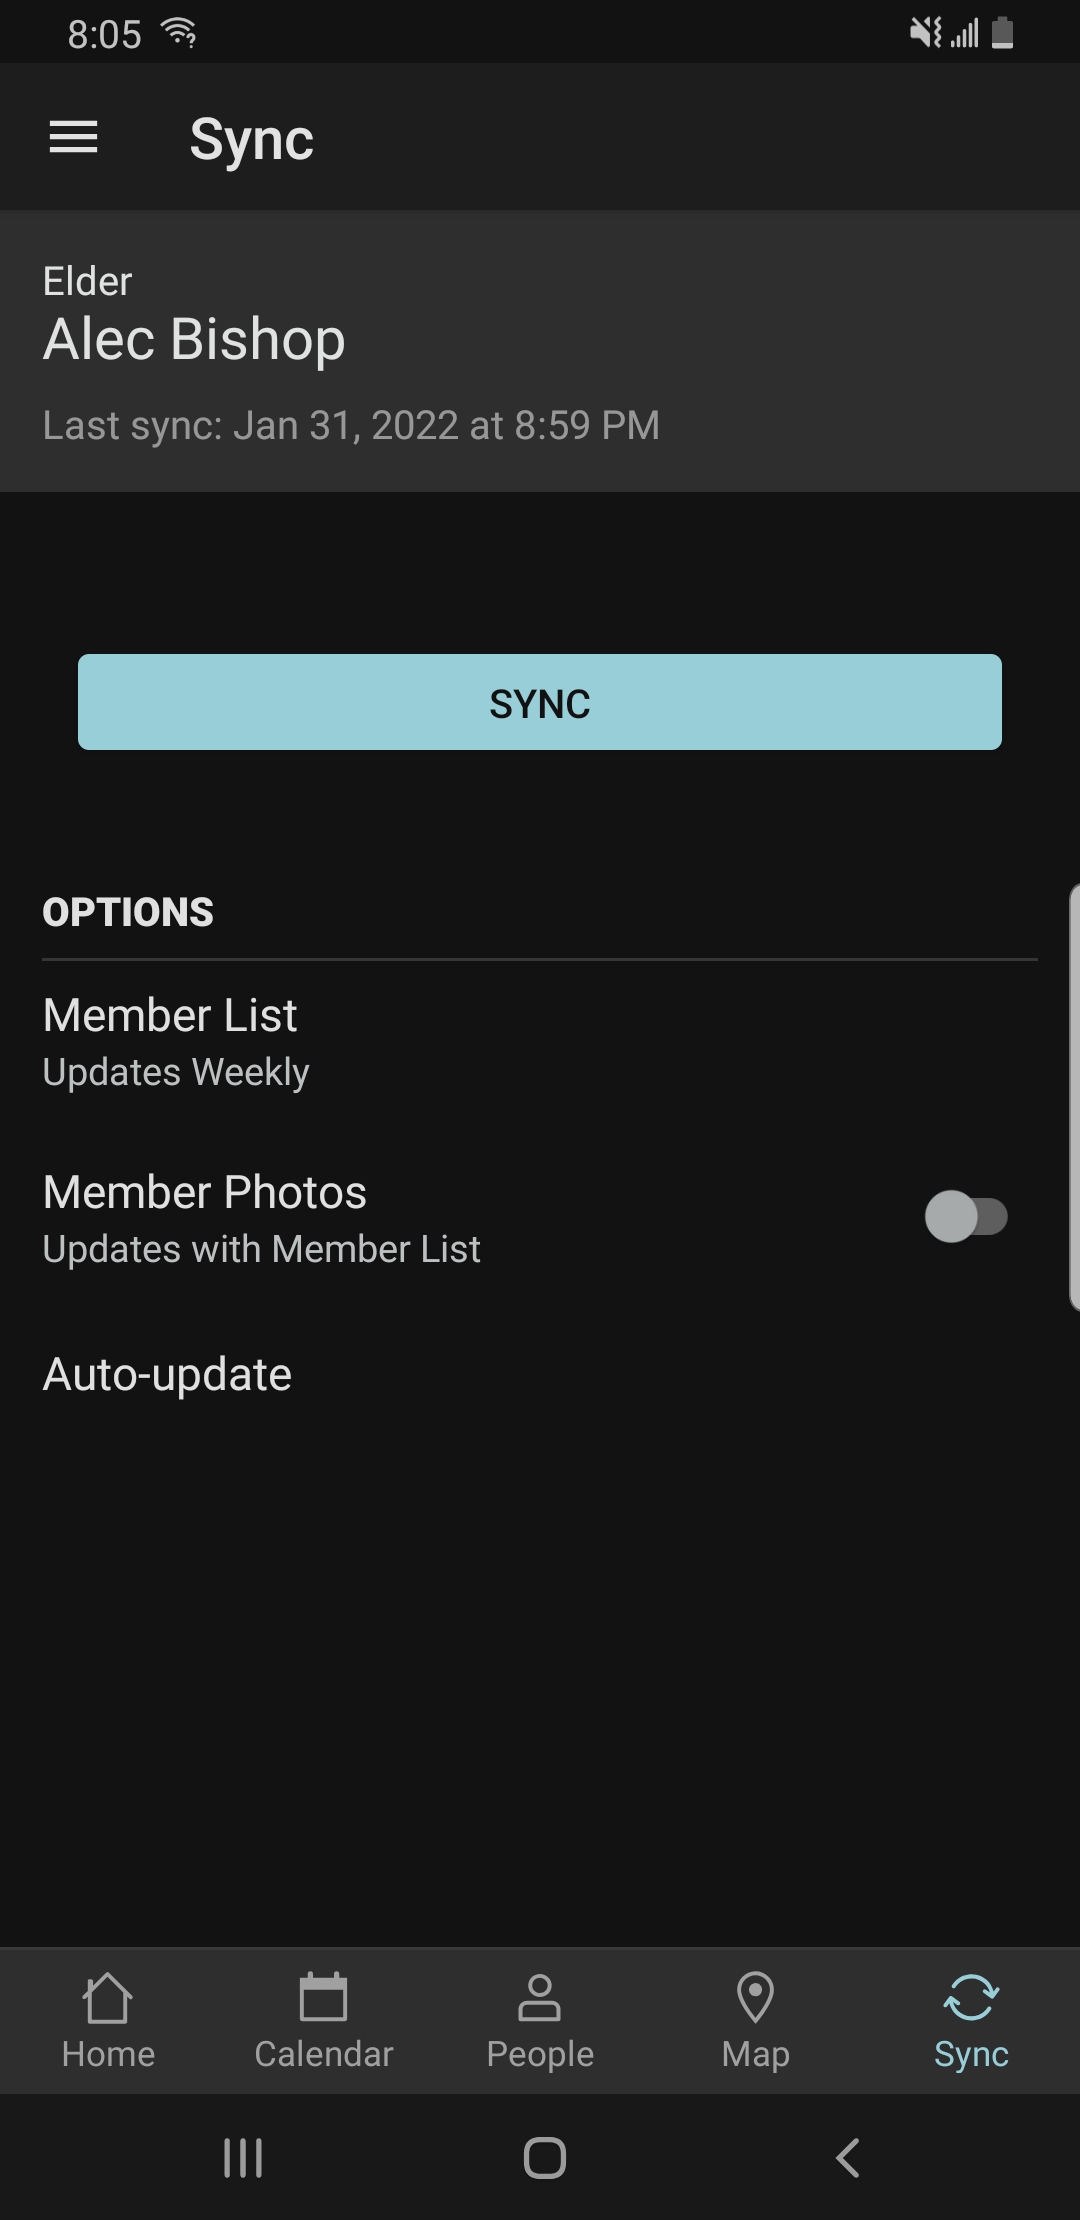 8:05
Sync
Elder
Alec Bishop
Last sync: Jan 31, 2022 at 8:59 PM
SYNC
OPTIONS
Member List
Updates Weekly
Member Photos
Updates with Member List
Auto-update
Home
Calendar
People
Map
Sync